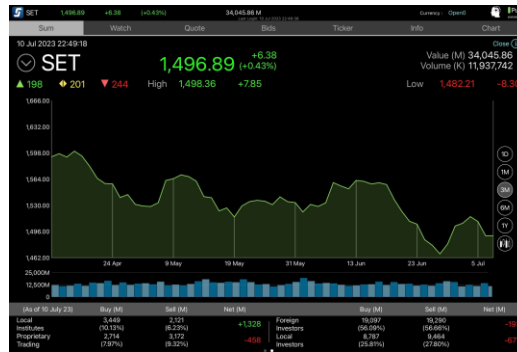 SET 1,496.89 +6.38 (+0.43%) 34,045.86 M Currency : Open0
Sum Watch Quote Bids Ticker Info Chart
10 Jul 2023 22:49:18 Close
SET 1,496.89 +6.38 (+0.43%) Value (M) 34,045.86
Volume (K) 11,937,742
198 201 244 High 1,498.36 +7.85 Low 1,482.21 -8.30
1,666.00
1,632.00
1,598.00
1,564.00
1,530.00
1,496.00
1,462.00
1D
1M
3M
6M
1Y
24 Apr 9 May 19 May 31 May 13 Jun 23 Jun 5 Jul
25,000M
12,500M
(As of 10 July 23) Buy (M) Sell (M) Net (M) Buy (M) Sell (M) Net (M)
Local Institutes 3,449 (10.13%) 2,121 (6.23%) +1,328 Foreign Investors 19,097 (56.09%) 19,290 (56.66%)
Proprietary Trading 2,714 (7.97%) 3,172 (9.32%) -458 Local Investors 8,787 (25.81%) 9,464 (27.80%)